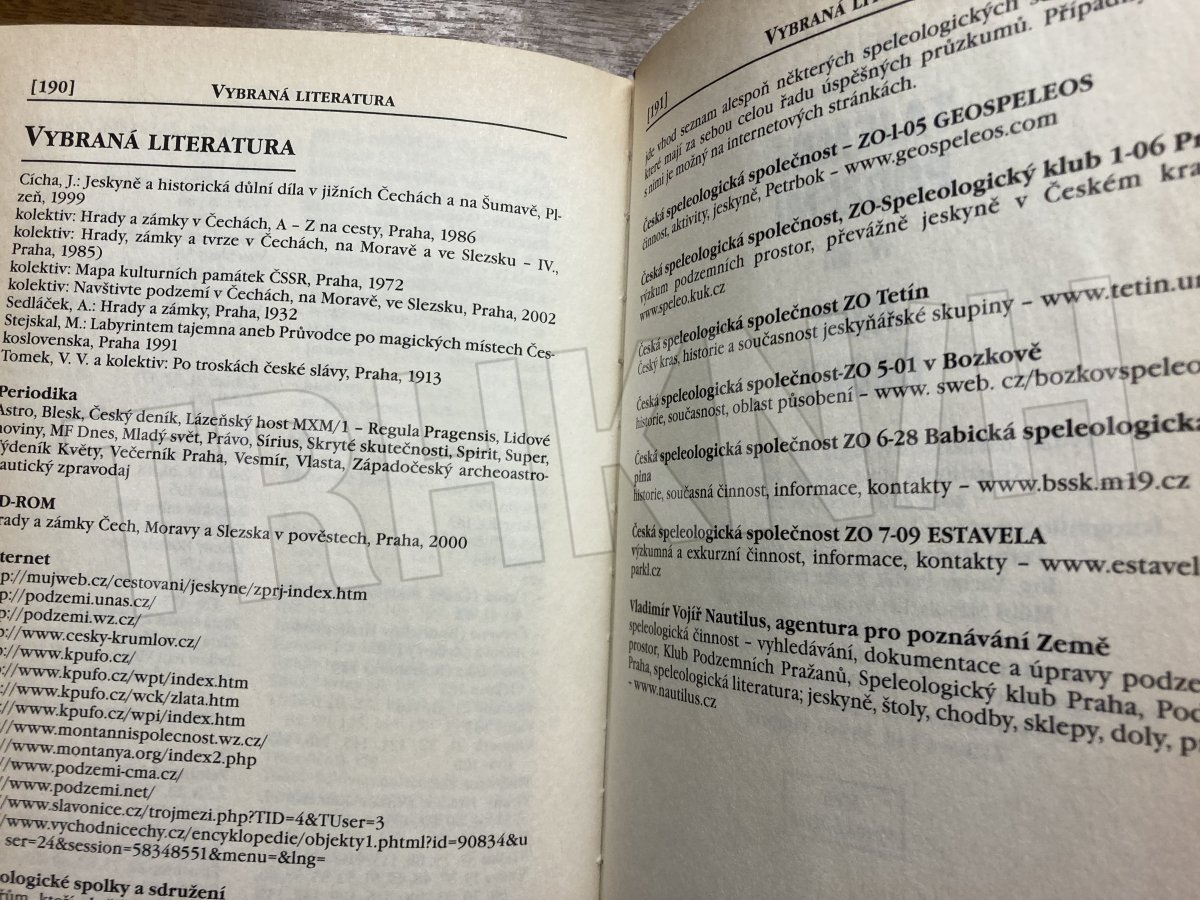 [190] VYBRANÁ LITERATURA
VYBRANÁ LITERATURA
Cícha, J.: Jeskyně a historická důlní díla v jižních Čechách a na Šumavě, Pl-
zeň, 1999
kolektiv: Hrady a zámky v Čechách, A – Z na cesty, Praha, 1986
kolektiv: Hrady, zámky a tvrze v Čechách, na Moravě a ve Slezsku – IV.,
Praha, 1985)
kolektiv: Mapa kulturních památek ČSSR, Praha, 1972
kolektiv: Navštivte podzemí v Čechách, na Moravě, ve Slezsku, Praha, 2002
Sedláček, A.: Hrady a zámky, Praha, 1932
Stejskal, M.: Labyrintem tajemna aneb Průvodce po magických místech Čes-
koslovenska, Praha 1991
Tomek, V. V. a kolektiv: Po troskách české slávy, Praha, 1913
Periodika
Astro, Blesk, Český deník, Lázeňský host MXM/1 – Regula Pragensis, Lidové
noviny, MF Dnes, Mladý svět, Právo, Sírius, Skryté skutečnosti, Spirit, Super,
Týdeník Květy, Večerník Praha, Vesmír, Vlasta, Západočeský archeoastro-
nautický zpravodaj
D-ROM
rady a zámky Čech, Moravy a Slezska v pověstech, Praha, 2000
nternet
p://mujweb.cz/cestovani/jeskyne/zprj-index.htm
p://podzemi.unas.cz/
p://podzemi.wz.cz/
://www.cesky-krumlov.cz/
://www.kpufo.cz/
://www.kpufo.cz/wpt/index.htm
://www.kpufo.cz/wck/zlata.htm
://www.kpufo.cz/wpi/index.htm
//www.montannispolecnost.wz.cz/
//www.montanya.org/index2.php
//www.podzemi-cma.cz/
//www.podzemi.net/
/www.slavonice.cz/trojmezi.php?TID=4&TUser=3
/www.vychodnicechy.cz/encyklopedie/objekty1.phtml?id=90834&u
ser=24&session=58348551&menu=&lng=
ologické spolky a sdružení
[191] VYBRANÁ
jde vhod seznam alespoň některých speleologických
které mají za sebou celou řadu úspěšných průzkumů. Případný
s nimi je možný na internetových stránkách.
Česká speleologická společnost – ZO-1-05 GEOSPELEOS
činnost, aktivity, jeskyně, Petrbok – www.geospeleos.com
Česká speleologická společnost, ZO-Speleologický klub 1-06 Pr
výzkum podzemních prostor, převážně jeskyně v Českém kra
www.speleo.kuk.cz
Česká speleologická společnost ZO Tetín
Český kras, historie a současnost jeskyňářské skupiny – www.tetin.un
Česká speleologická společnost-ZO 5-01 v Bozkově
historie, současnost, oblast působení – www. sweb. cz/bozkovspeleo
Česká speleologická společnost ZO 6-28 Babická speleologická
pina
historie, současná činnost, informace, kontakty – www.bssk.m19.cz
Česká speleologická společnost ZO 7-09 ESTAVELA
výzkumná a exkurzní činnost, informace, kontakty – www.estavel
parkl.cz
Vladimír Vojíř Nautilus, agentura pro poznávání Země
speleologická činnost – vyhledávání, dokumentace a úpravy podze
prostor, Klub Podzemních Pražanů, Speleologický klub Praha, Pod
Praha, speleologická literatura; jeskyně, štoly, chodby, sklepy, doly, p
- www.nautilus.cz
TRHKNIH